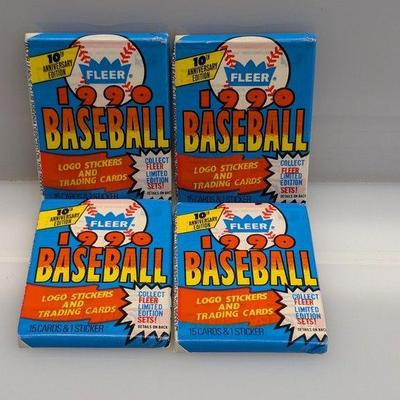 10TH
ANNIVERSARY
EDITION
FLEER
1990
BASEBALL
LOGO STICKERS
AND
TRADING CARDS
COLLECT
FLEER
LIMITED
EDITION
SETS!
DETAILS ON BACK
15 CARDS & 1 STICKER
10TH
ANNIVERSARY
EDITION
FLEER
1990
BASEBALL
LOGO STICKERS
AND
TRADING CARDS
COLLECT
FLEER
LIMITED
EDITION
SETS!
DETAILS ON BACK
15 CARDS & 1 STICKER
10TH
ANNIVERSARY
EDITION
FLEER
1990
BASEBALL
LOGO STICKERS
AND
TRADING CARDS
COLLECT
FLEER
LIMITED
EDITION
SETS!
DETAILS ON BACK
15 CARDS & 1 STICKER
10TH
ANNIVERSARY
EDITION
FLEER
1990
BASEBALL
LOGO STICKERS
AND
TRADING CARDS
COLLECT
FLEER
LIMITED
EDITION
SETS!
DETAILS ON BACK
15 CARDS & 1 STICKER